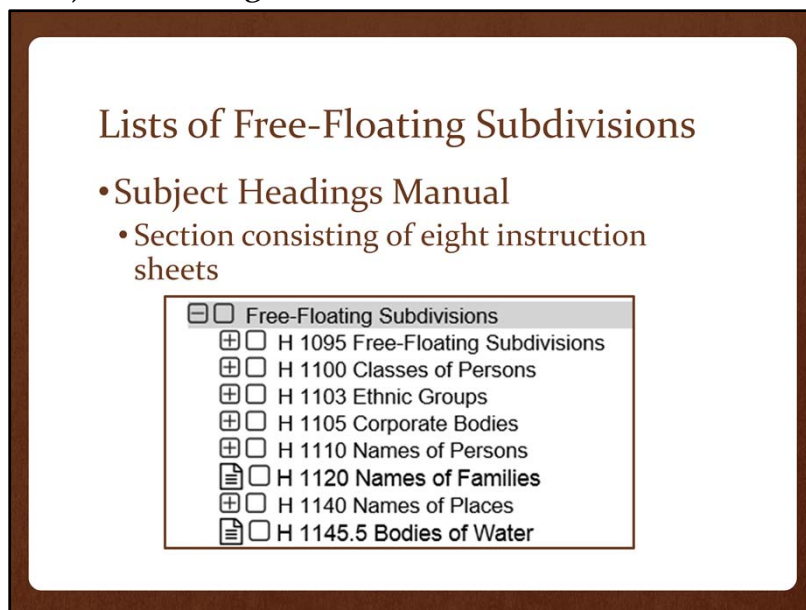 Lists of Free-Floating Subdivisions
•Subject Headings Manual
•Section consisting of eight instruction
sheets
Free-Floating Subdivisions
H 1095 Free-Floating Subdivisions
H 1100 Classes of Persons
H 1103 Ethnic Groups
H 1105 Corporate Bodies
H 1110 Names of Persons
H 1120 Names of Families
H 1140 Names of Places
H 1145.5 Bodies of Water